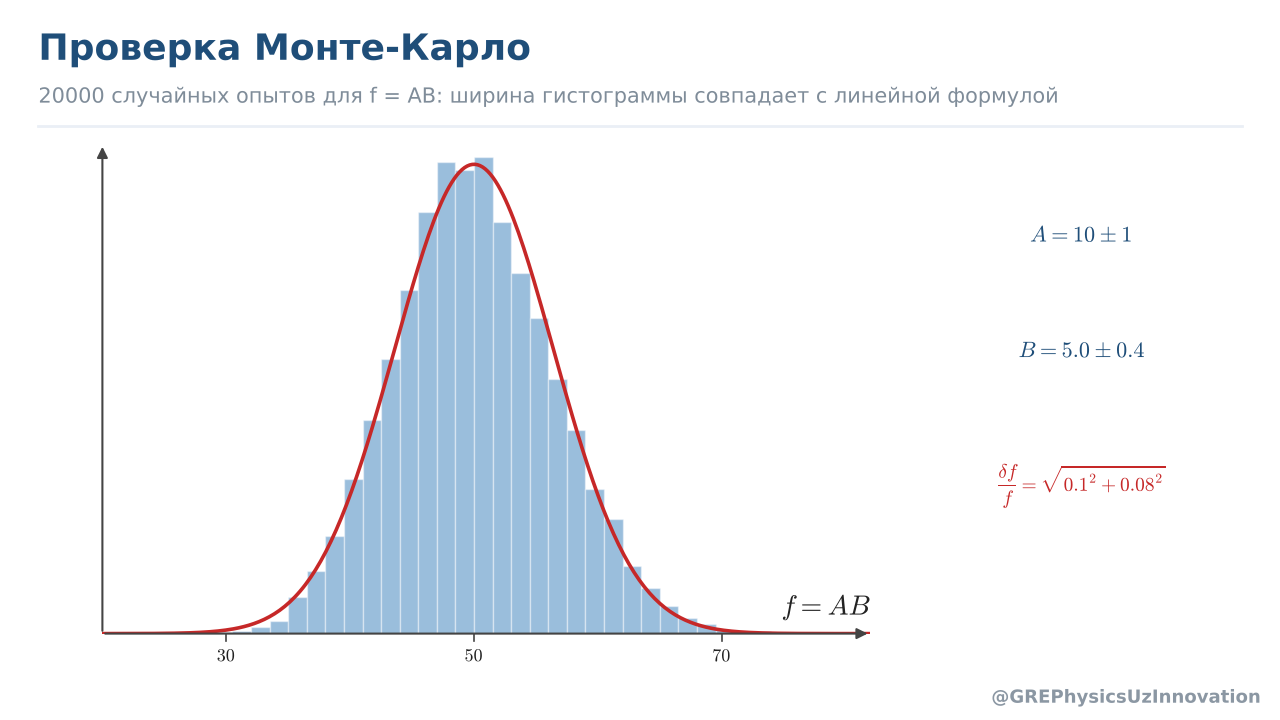 Проверка Монте-Карло
20000 случайных опытов для f = AB: ширина гистограммы совпадает с линейной формулой
A = 10 ± 1
B = 5.0 ± 0.4
δf/f = √(0.1² + 0.08²)
f = AB
30 50 70
@GREPhysicsUzInnovation